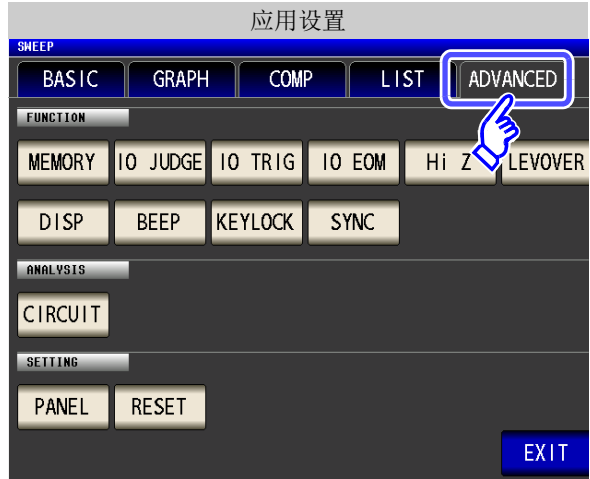 应用设置
SWEEP
BASIC GRAPH COMP LIST ADVANCED
FUNCTION
MEMORY IO JUDGE IO TRIG IO EOM Hi Z LEVOVER
DISP BEEP KEYLOCK SYNC
ANALYSIS
CIRCUIT
SETTING
PANEL RESET
EXIT